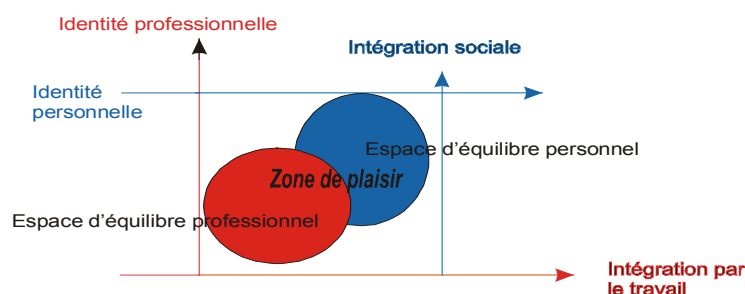 Identité professionnelle
Intégration sociale
Identité
personnelle
Espace d'équilibre personnel
Zone de plaisir
Espace d'équilibre professionnel
Intégration par
le travail